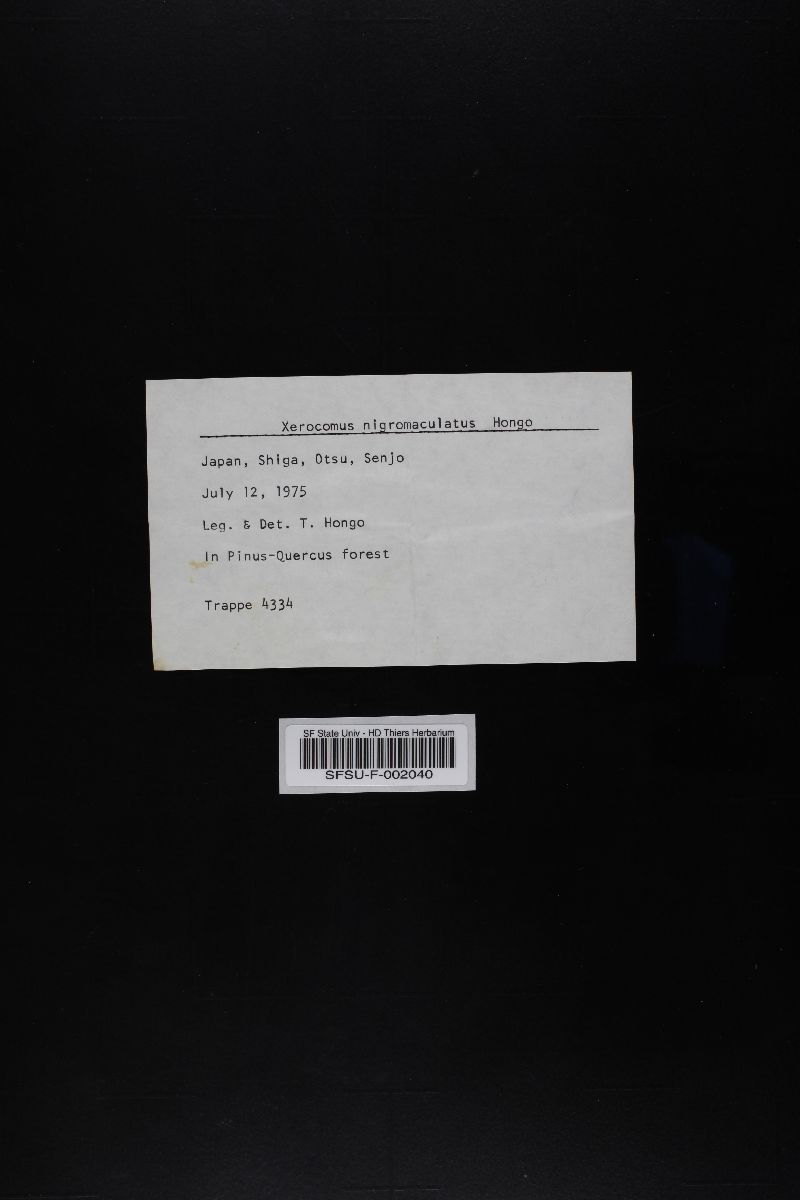 Xerocomus nigromaculatus Hongo
Japan, Shiga, Otsu, Senjo
July 12, 1975
Leg. & Det. T. Hongo
In Pinus-Quercus forest
Trappe 4334
SF State Univ - HD Thiers Herbarium
SFSU-F-002040